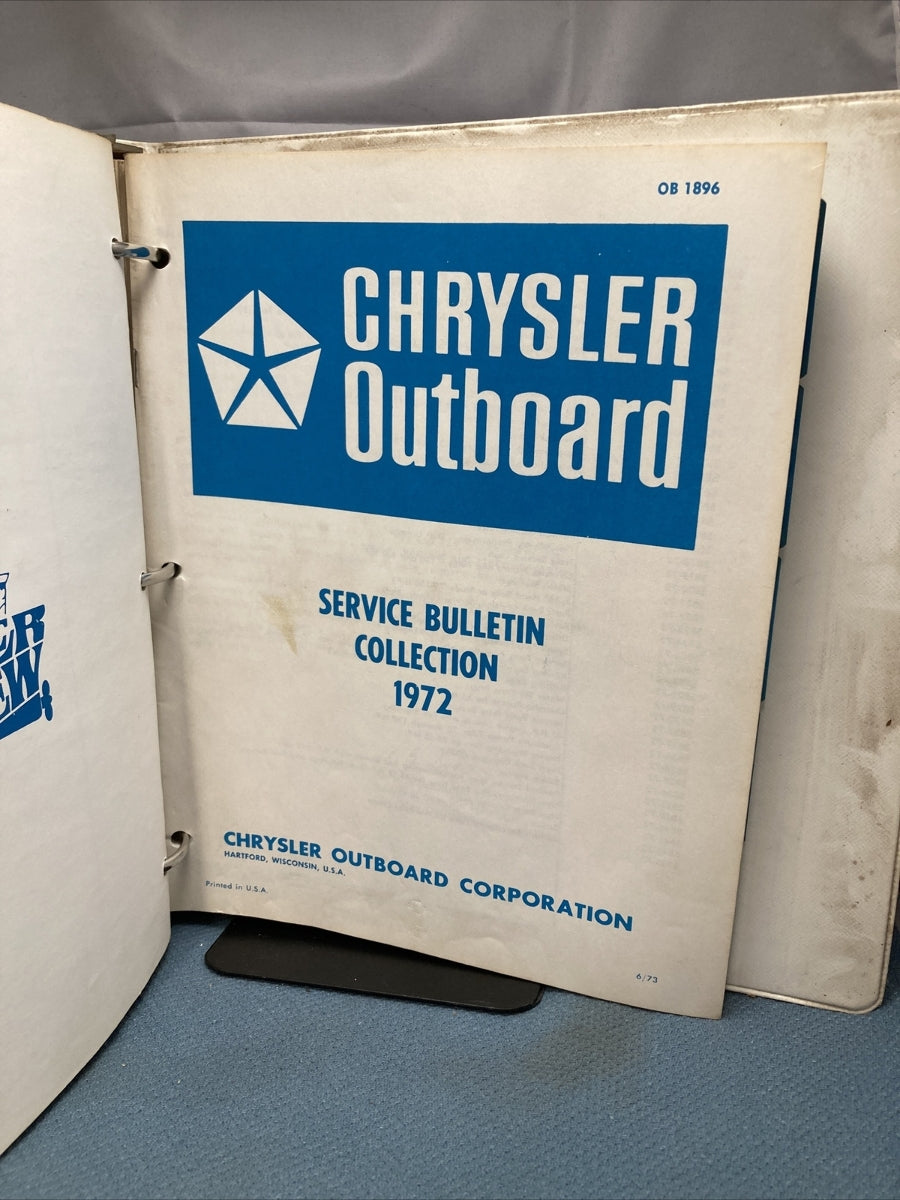 OB 1896
CHRYSLER
Outboard
SERVICE BULLETIN
COLLECTION
1972
CHRYSLER OUTBOARD CORPORATION
HARTFORD, WISCONSIN, U.S.A.
Printed in U.S.A.
6/73